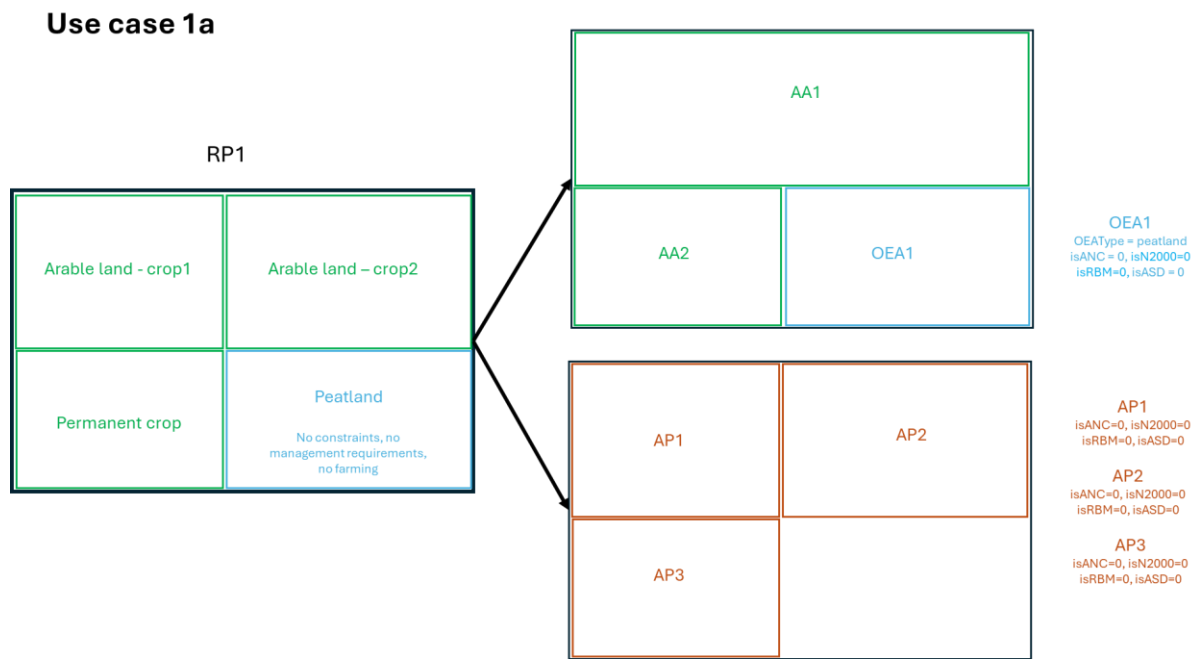 Use case 1a
RP1
Arable land - crop1
Arable land – crop2
Permanent crop
Peatland
No constraints, no
management requirements,
no farming
AA1
AA2
OEA1
OEA1
OEAType = peatland
isANC = 0, isN2000=0
isRBM=0, isASD = 0
AP1
AP2
AP3
AP1
isANC=0, isN2000=0
isRBM=0, isASD=0
AP2
isANC=0, isN2000=0
isRBM=0, isASD=0
AP3
isANC=0, isN2000=0
isRBM=0, isASD=0